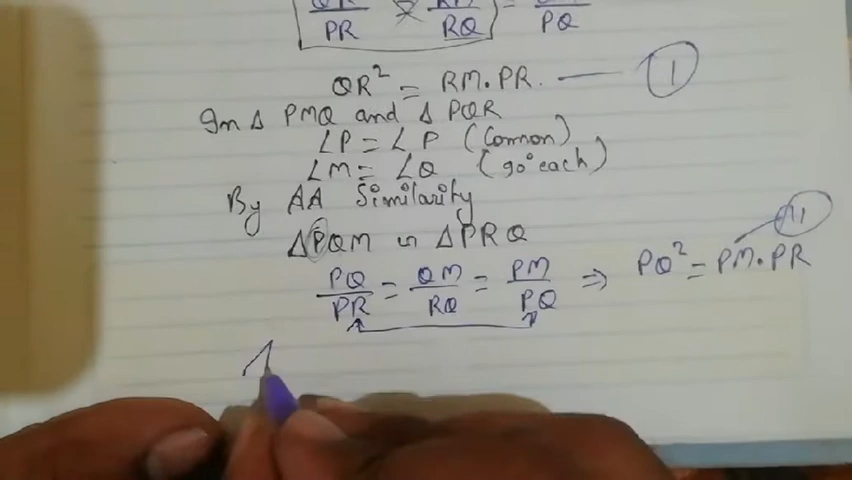 PR RQ PQ
QR² = RM.PR. — 1
In Δ PMQ and Δ PQR
∠P = ∠P (Common)
∠M = ∠Q (90° each)
By AA Similarity
ΔPQM ~ ΔPRQ
PQ/PR = QM/RQ = PM/PQ ⇒ PQ² = PM.PR